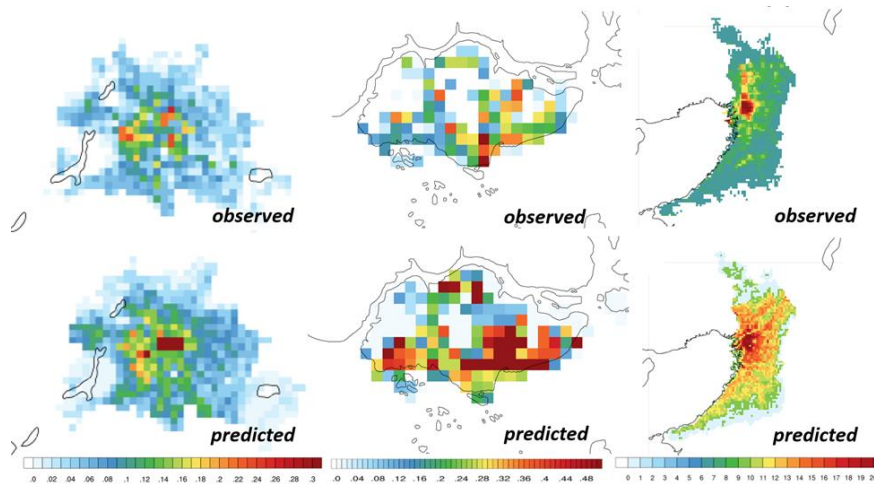 observed
observed
observed
predicted
predicted
predicted
.0 .02 .04 .06 .08 .1 .12 .14 .16 .18 .2 .22 .24 .26 .28 .3
.0 .04 .08 .12 .16 .2 .24 .28 .32 .36 .4 .44 .48
0 1 2 3 4 5 6 7 8 9 10 11 12 13 14 15 16 17 18 19 20